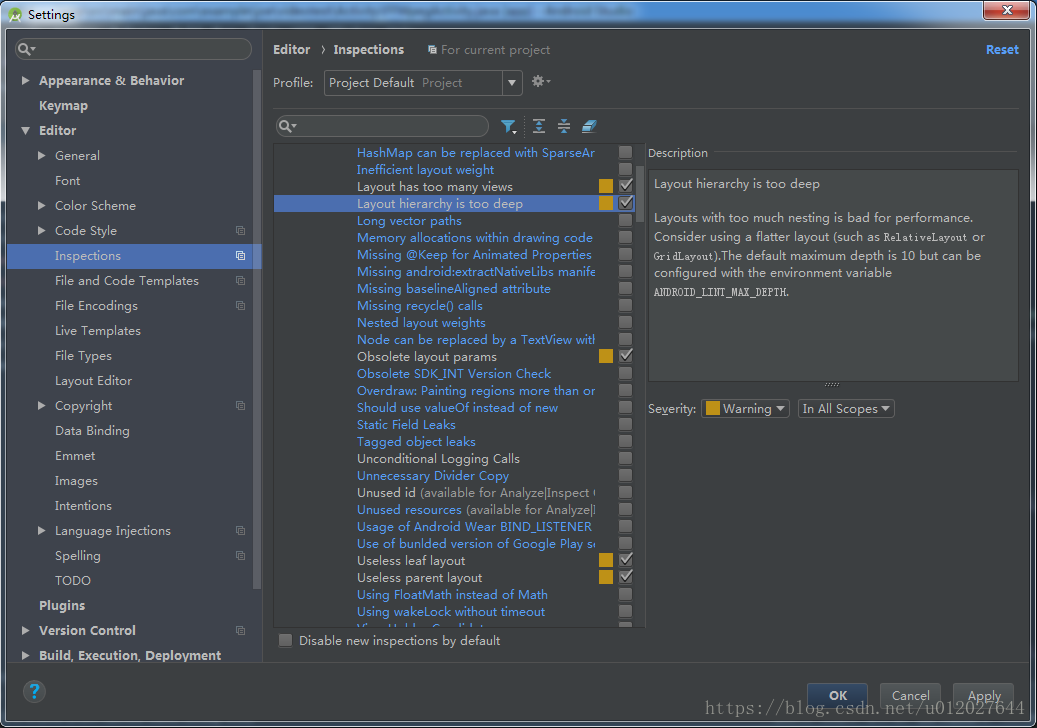 Settings
Appearance & Behavior
Keymap
Editor
General
Font
Color Scheme
Code Style
Inspections
File and Code Templates
File Encodings
Live Templates
File Types
Layout Editor
Copyright
Data Binding
Emmet
Images
Intentions
Language Injections
Spelling
TODO
Plugins
Version Control
Build, Execution, Deployment
Editor › Inspections For current project Reset
Profile: Project Default Project
HashMap can be replaced with SparseAr
Inefficient layout weight
Layout has too many views
Layout hierarchy is too deep
Long vector paths
Memory allocations within drawing code
Missing @Keep for Animated Properties
Missing android:extractNativeLibs manife
Missing baselineAligned attribute
Missing recycle() calls
Nested layout weights
Node can be replaced by a TextView with
Obsolete layout params
Obsolete SDK_INT Version Check
Overdraw: Painting regions more than or
Should use valueOf instead of new
Static Field Leaks
Tagged object leaks
Unconditional Logging Calls
Unnecessary Divider Copy
Unused id (available for Analyze|Inspect
Unused resources (available for Analyze|
Usage of Android Wear BIND_LISTENER
Use of bunlded version of Google Play se
Useless leaf layout
Useless parent layout
Using FloatMath instead of Math
Using wakeLock without timeout
Disable new inspections by default
Description
Layout hierarchy is too deep
Layouts with too much nesting is bad for performance.
Consider using a flatter layout (such as RelativeLayout or
GridLayout).The default maximum depth is 10 but can be
configured with the environment variable
ANDROID_LINT_MAX_DEPTH.
Severity: Warning In All Scopes
?
OK Cancel Apply
https://blog.csdn.net/u012027644